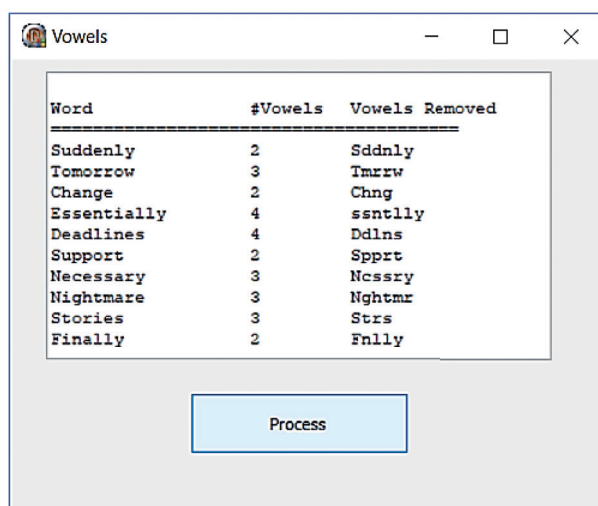 Vowels
Word #Vowels Vowels Removed
=========================================
Suddenly 2 Sddnly
Tomorrow 3 Tmrrw
Change 2 Chng
Essentially 4 ssntlly
Deadlines 4 Ddlns
Support 2 Spprt
Necessary 3 Ncssry
Nightmare 3 Nghtmr
Stories 3 Strs
Finally 2 Fnlly
Process